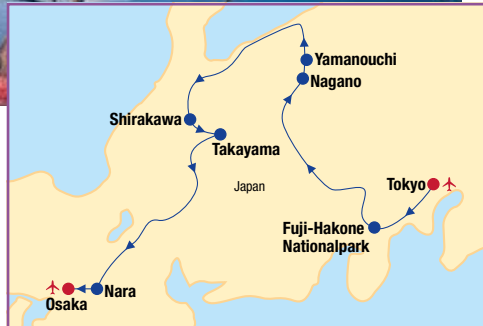 Yamanouchi
Nagano
Shirakawa
Takayama
Japan
Tokyo
Fuji-Hakone
Nationalpark
Nara
Osaka